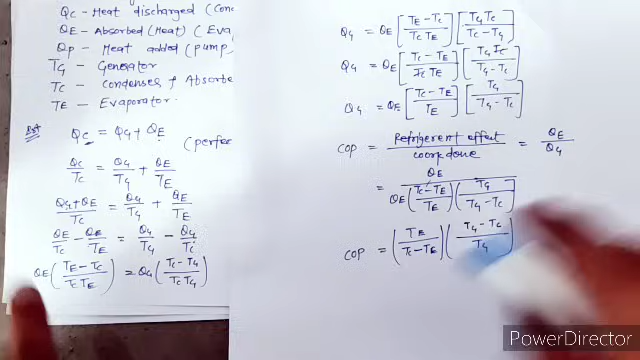 Qc - Heat discharged (Conc
QE - Absorbed (Heat) (Eva
Qp - Heat added (pump
TG - Generator
TC - Condenser & Absorbe
TE - Evaporator.
Qc = QG + QE
(perfec
Qc/Tc = QG/TG + QE/TE
QG+QE/Tc = QG/TG + QE/TE
QE/Tc - QE/TE = QG/TG - QG/Tc
QE (TE-Tc/Tc TE) = QG (Tc-TG/Tc TG)
QG = QE [TE-Tc/Tc TE] [TG Tc/Tc-TG]
QG = QE [Tc-TE/Tc TE] [TG Tc/TG-Tc]
QG = QE [Tc-TE/TE] [TG/TG-Tc]
COP = Refrigerent effect/workdone = QE/QG
= QE/QE (Tc-TE/TE) (TG/TG-Tc)
COP = (TE/Tc-TE) (TG-Tc/TG)
PowerDirector